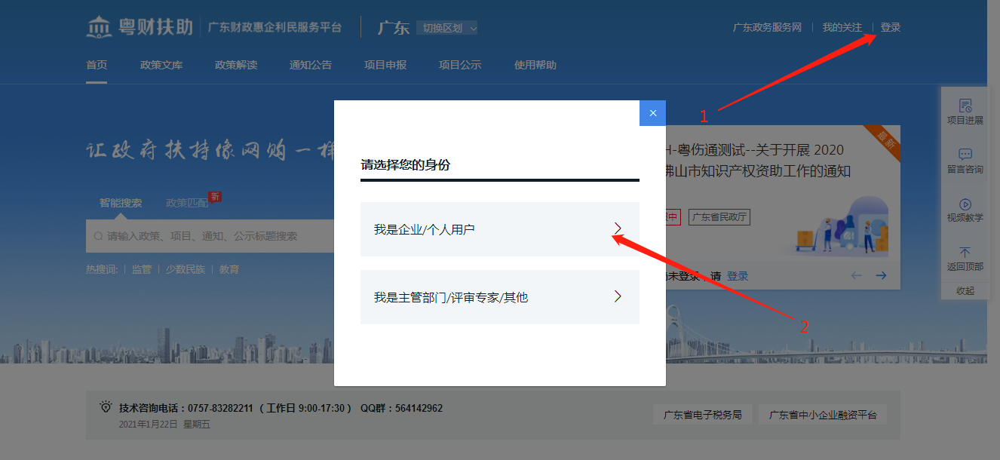 粤财扶助 广东财政惠企利民服务平台 广东 切换区划 广东政务服务网 我的关注 登录
首页 政策文库 政策解读 通知公告 项目申报 项目公示 使用帮助
1
×
最新
项目进展
让政府扶持像网购一样
请选择您的身份
H-粤伤通测试--关于开展 2020
佛山市知识产权资助工作的通知
留言咨询
智能搜索 政策匹配 新
请输入政策、项目、通知、公示标题搜索
我是企业/个人用户
中 广东省民政厅
视频教学
热搜词: 监管 少数民族 教育
返回顶部
未登录，请 登录
收起
我是主管部门/评审专家/其他
2
技术咨询电话：0757-83282211 （工作日 9:00-17:30） QQ群：564142962
2021年1月22日 星期五
广东省电子税务局 广东省中小企业融资平台